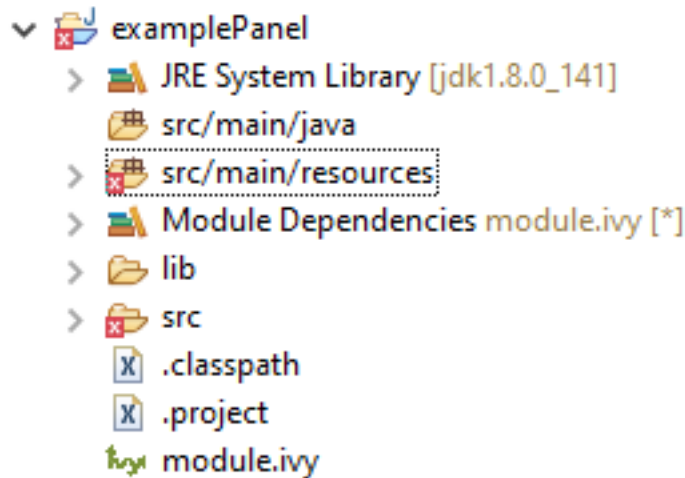 examplePanel
JRE System Library [jdk1.8.0_141]
src/main/java
src/main/resources
Module Dependencies module.ivy [*]
lib
src
.classpath
.project
module.ivy